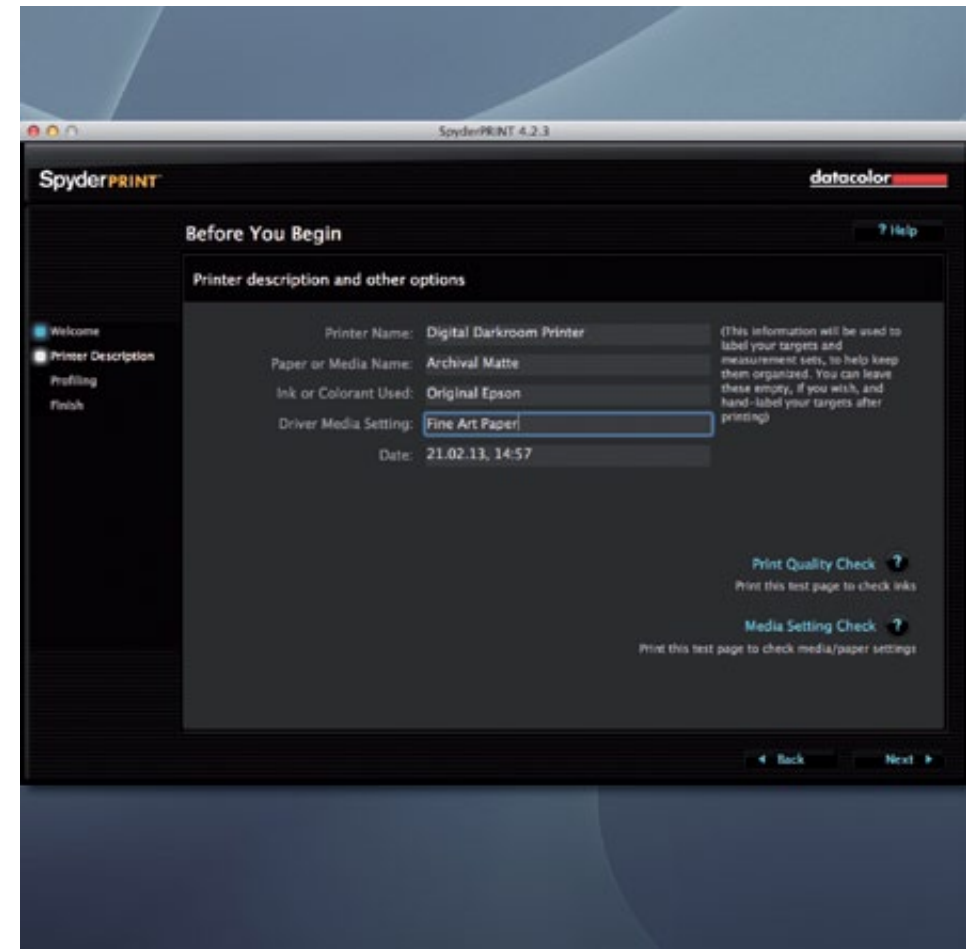 SpyderPRINT 4.2.3
SpyderPRINT
datacolor
Before You Begin
? Help
Printer description and other options
Welcome
Printer Description
Profiling
Finish
Printer Name: Digital Darkroom Printer
Paper or Media Name: Archival Matte
Ink or Colorant Used: Original Epson
Driver Media Setting: Fine Art Paper
Date: 21.02.13, 14:57
(This information will be used to
label your targets and
measurement sets, to help keep
them organized. You can leave
these empty, if you wish, and
hand-label your targets after
printing)
Print Quality Check ?
Print this test page to check inks
Media Setting Check ?
Print this test page to check media/paper settings
Back
Next